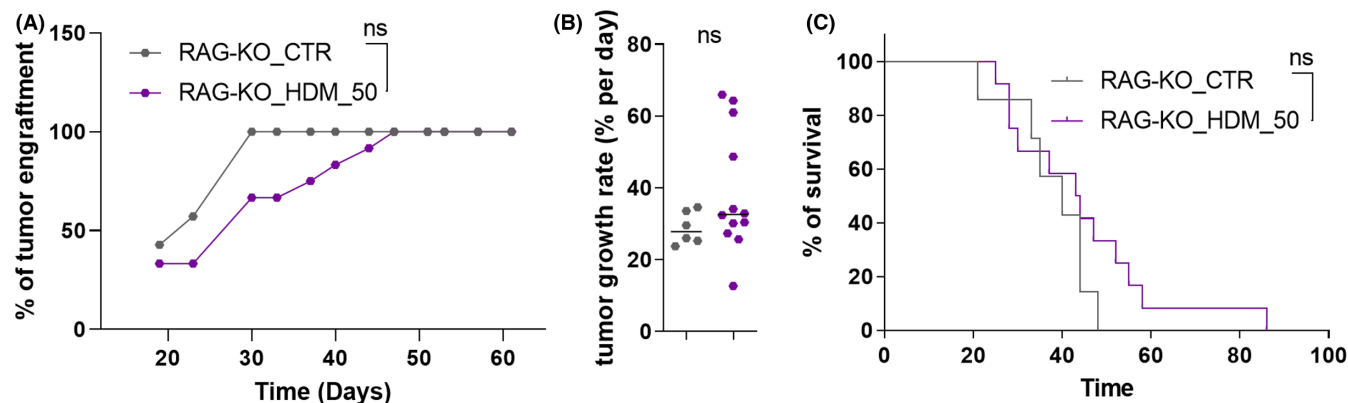 (A)
% of tumor engraftment
150
100
50
0
RAG-KO_CTR
RAG-KO_HDM_50
ns
20 30 40 50 60
Time (Days)
(B)
tumor growth rate (% per day)
80
60
40
20
0
ns
(C)
% of survival
100
80
60
40
20
0
RAG-KO_CTR
RAG-KO_HDM_50
ns
0 20 40 60 80 100
Time